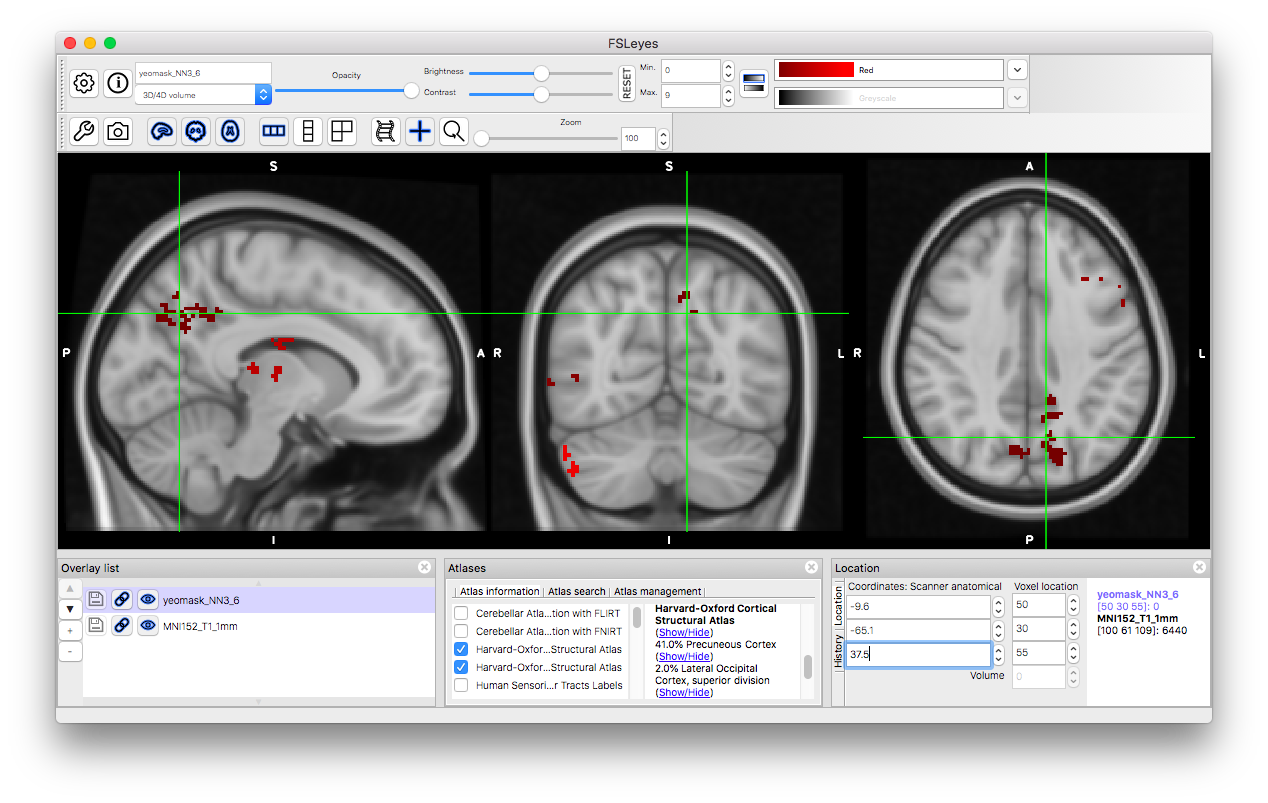 FSLeyes
yeomask_NN3_6
3D/4D volume
Opacity
Brightness
Contrast
RESET
Min.
0
Max.
9
Red
Greyscale
Zoom
100
S
S
A
P
A
R
L
R
L
I
I
P
Overlay list
yeomask_NN3_6
MNI152_T1_1mm
Atlases
Atlas information
Atlas search
Atlas management
Cerebellar Atla...tion with FLIRT
Cerebellar Atla...tion with FNIRT
Harvard-Oxfor...Structural Atlas
Harvard-Oxfor...Structural Atlas
Human Sensori...r Tracts Labels
Harvard-Oxford Cortical
Structural Atlas
(Show/Hide)
41.0% Precuneous Cortex
(Show/Hide)
2.0% Lateral Occipital
Cortex, superior division
(Show/Hide)
Location
Location
History
Coordinates: Scanner anatomical
Voxel location
-9.6
50
-65.1
30
37.5
55
Volume
0
yeomask_NN3_6
[50 30 55]: 0
MNI152_T1_1mm
[100 61 109]: 6440